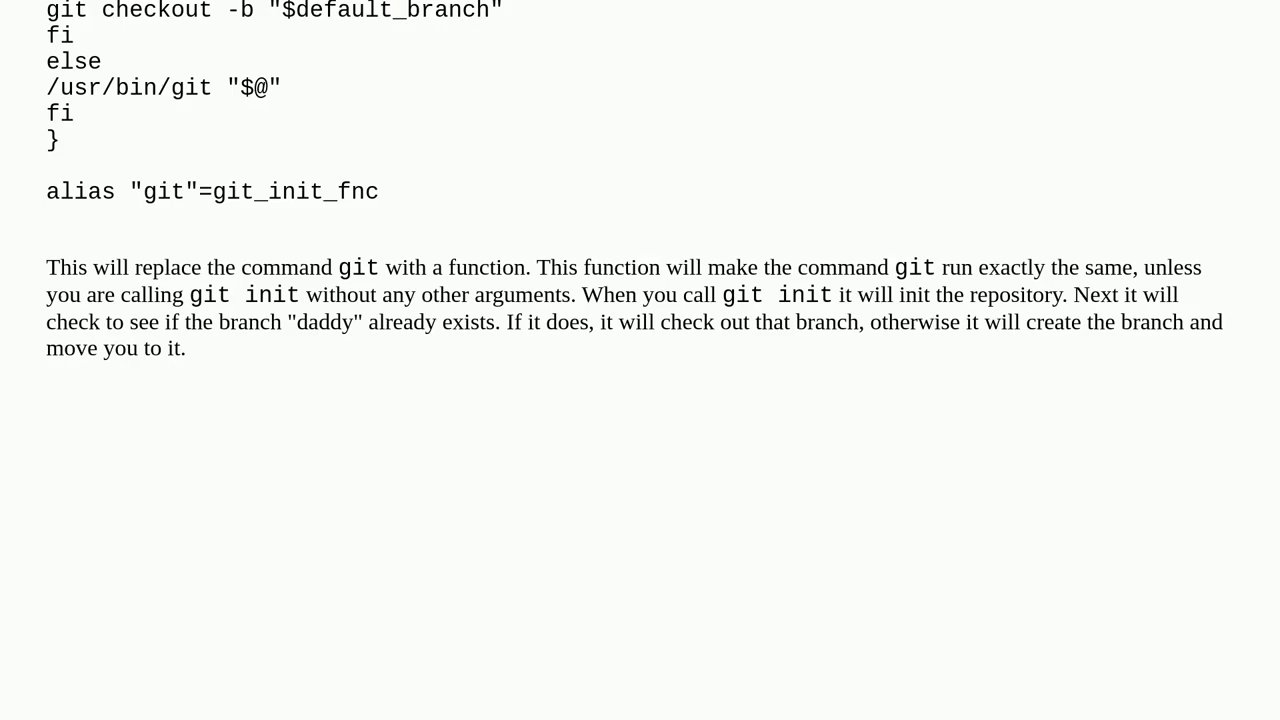 git checkout -b "$default_branch"
fi
else
/usr/bin/git "$@"
fi
}
alias "git"=git_init_fnc
This will replace the command git with a function. This function will make the command git run exactly the same, unless
you are calling git init without any other arguments. When you call git init it will init the repository. Next it will
check to see if the branch "daddy" already exists. If it does, it will check out that branch, otherwise it will create the branch and
move you to it.